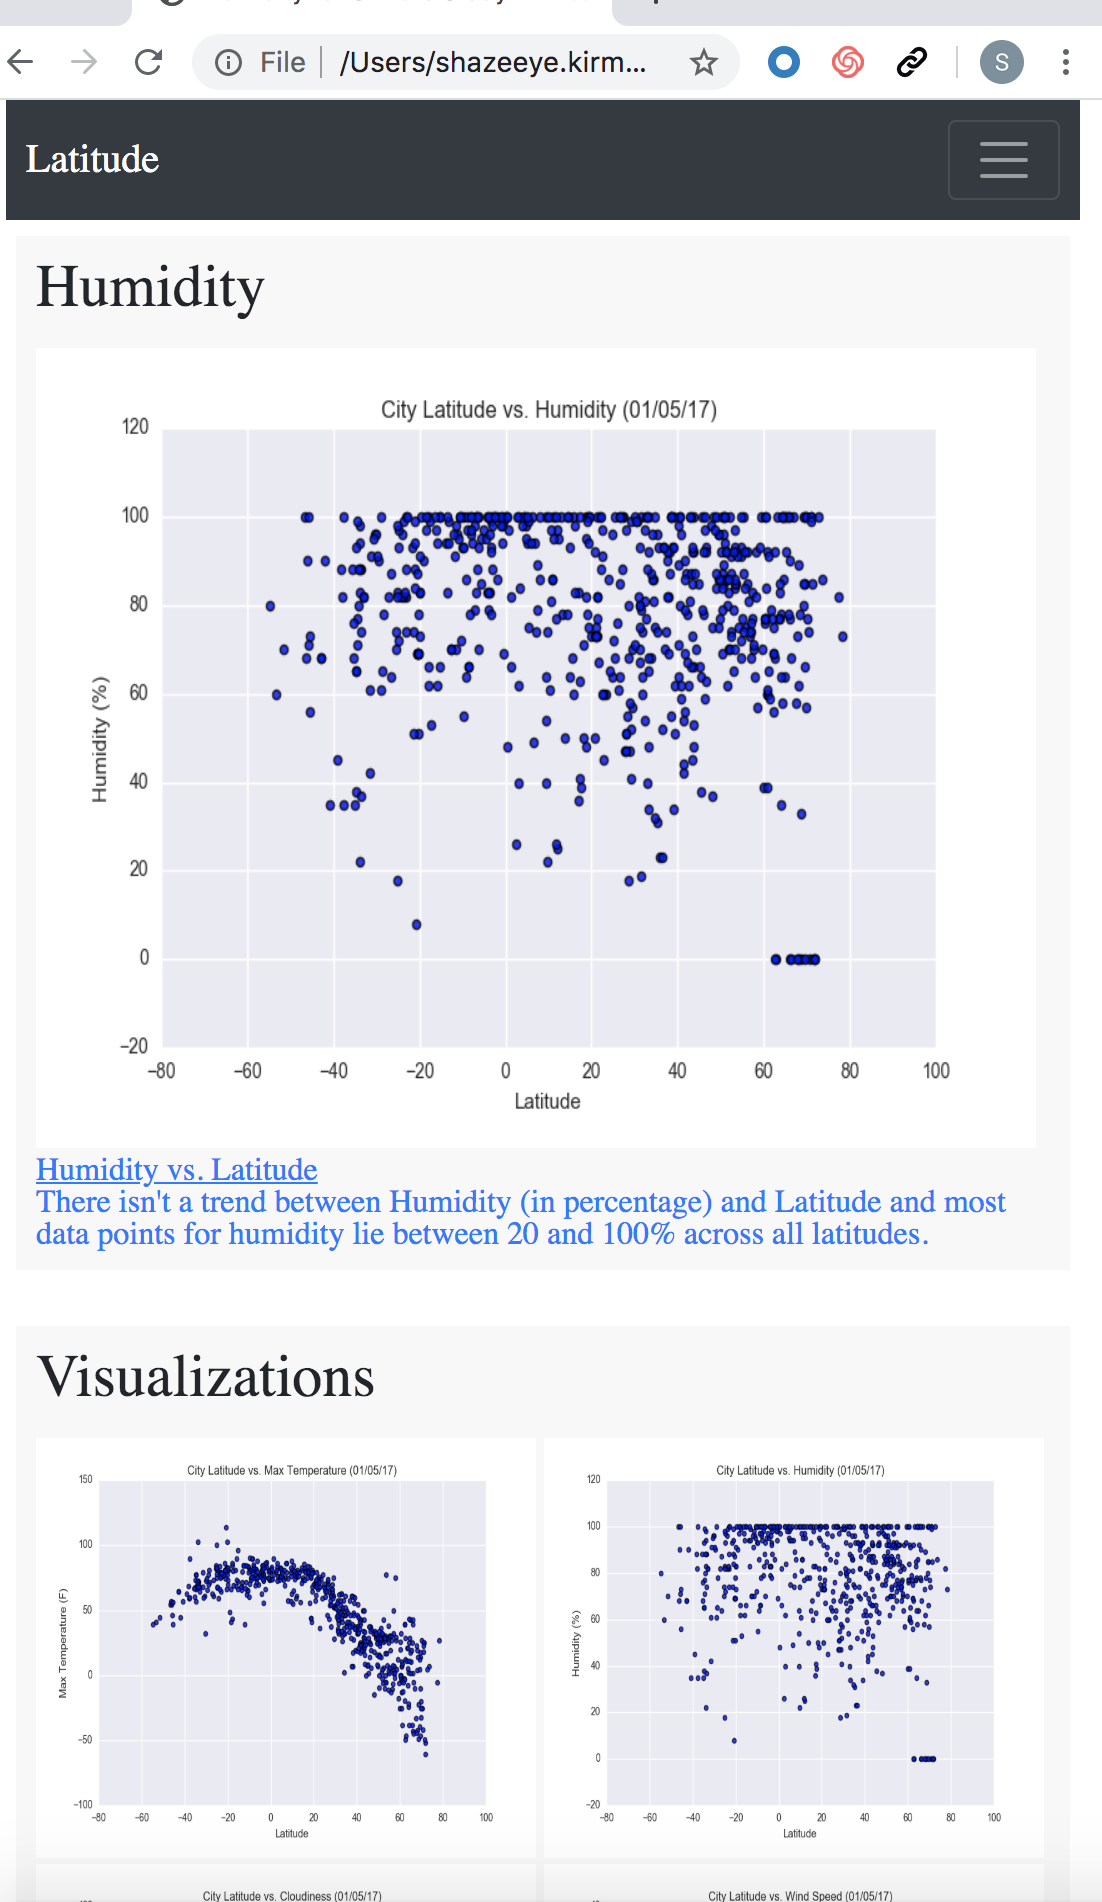 File | /Users/shazeeye.kirm...
S
Latitude
Humidity
City Latitude vs. Humidity (01/05/17)
120
100
80
60
40
20
0
−20
Humidity (%)
−80 −60 −40 −20 0 20 40 60 80 100
Latitude
Humidity vs. Latitude
There isn't a trend between Humidity (in percentage) and Latitude and most
data points for humidity lie between 20 and 100% across all latitudes.
Visualizations
City Latitude vs. Max Temperature (01/05/17)
150
100
50
0
−50
−100
Max Temperature (F)
−80 −60 −40 −20 0 20 40 60 80 100
Latitude
City Latitude vs. Humidity (01/05/17)
120
100
80
60
40
20
0
−20
Humidity (%)
−80 −60 −40 −20 0 20 40 60 80 100
Latitude
City Latitude vs. Cloudiness (01/05/17)
City Latitude vs. Wind Speed (01/05/17)